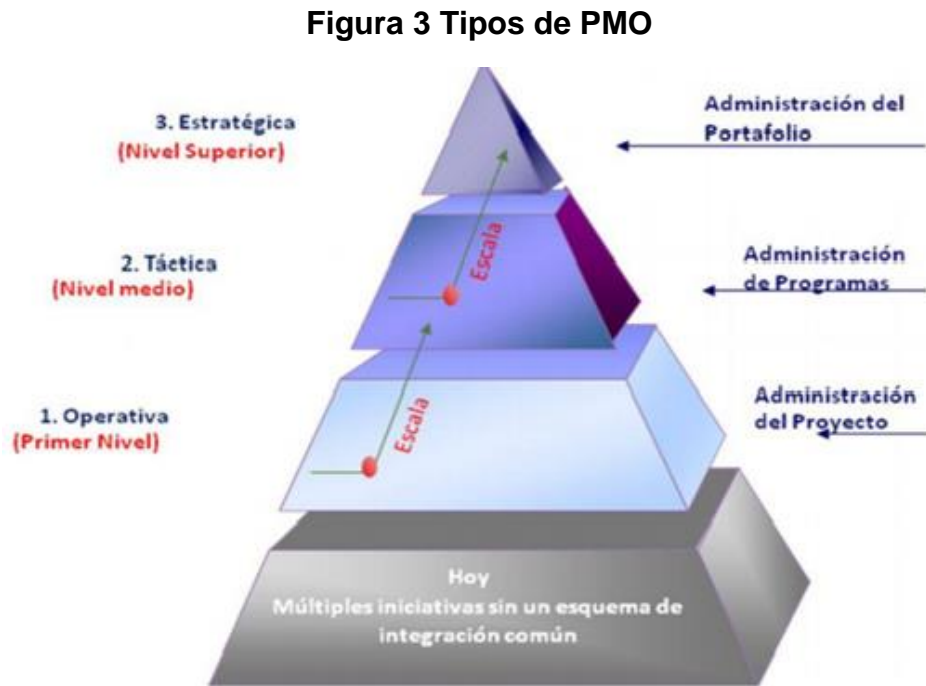 Figura 3 Tipos de PMO
3. Estratégica
(Nivel Superior)
Administración del
Portafolio
Escala
2. Táctica
(Nivel medio)
Administración
de Programas
Escala
1. Operativa
(Primer Nivel)
Administración
del Proyecto
Hoy
Múltiples iniciativas sin un esquema de
integración común